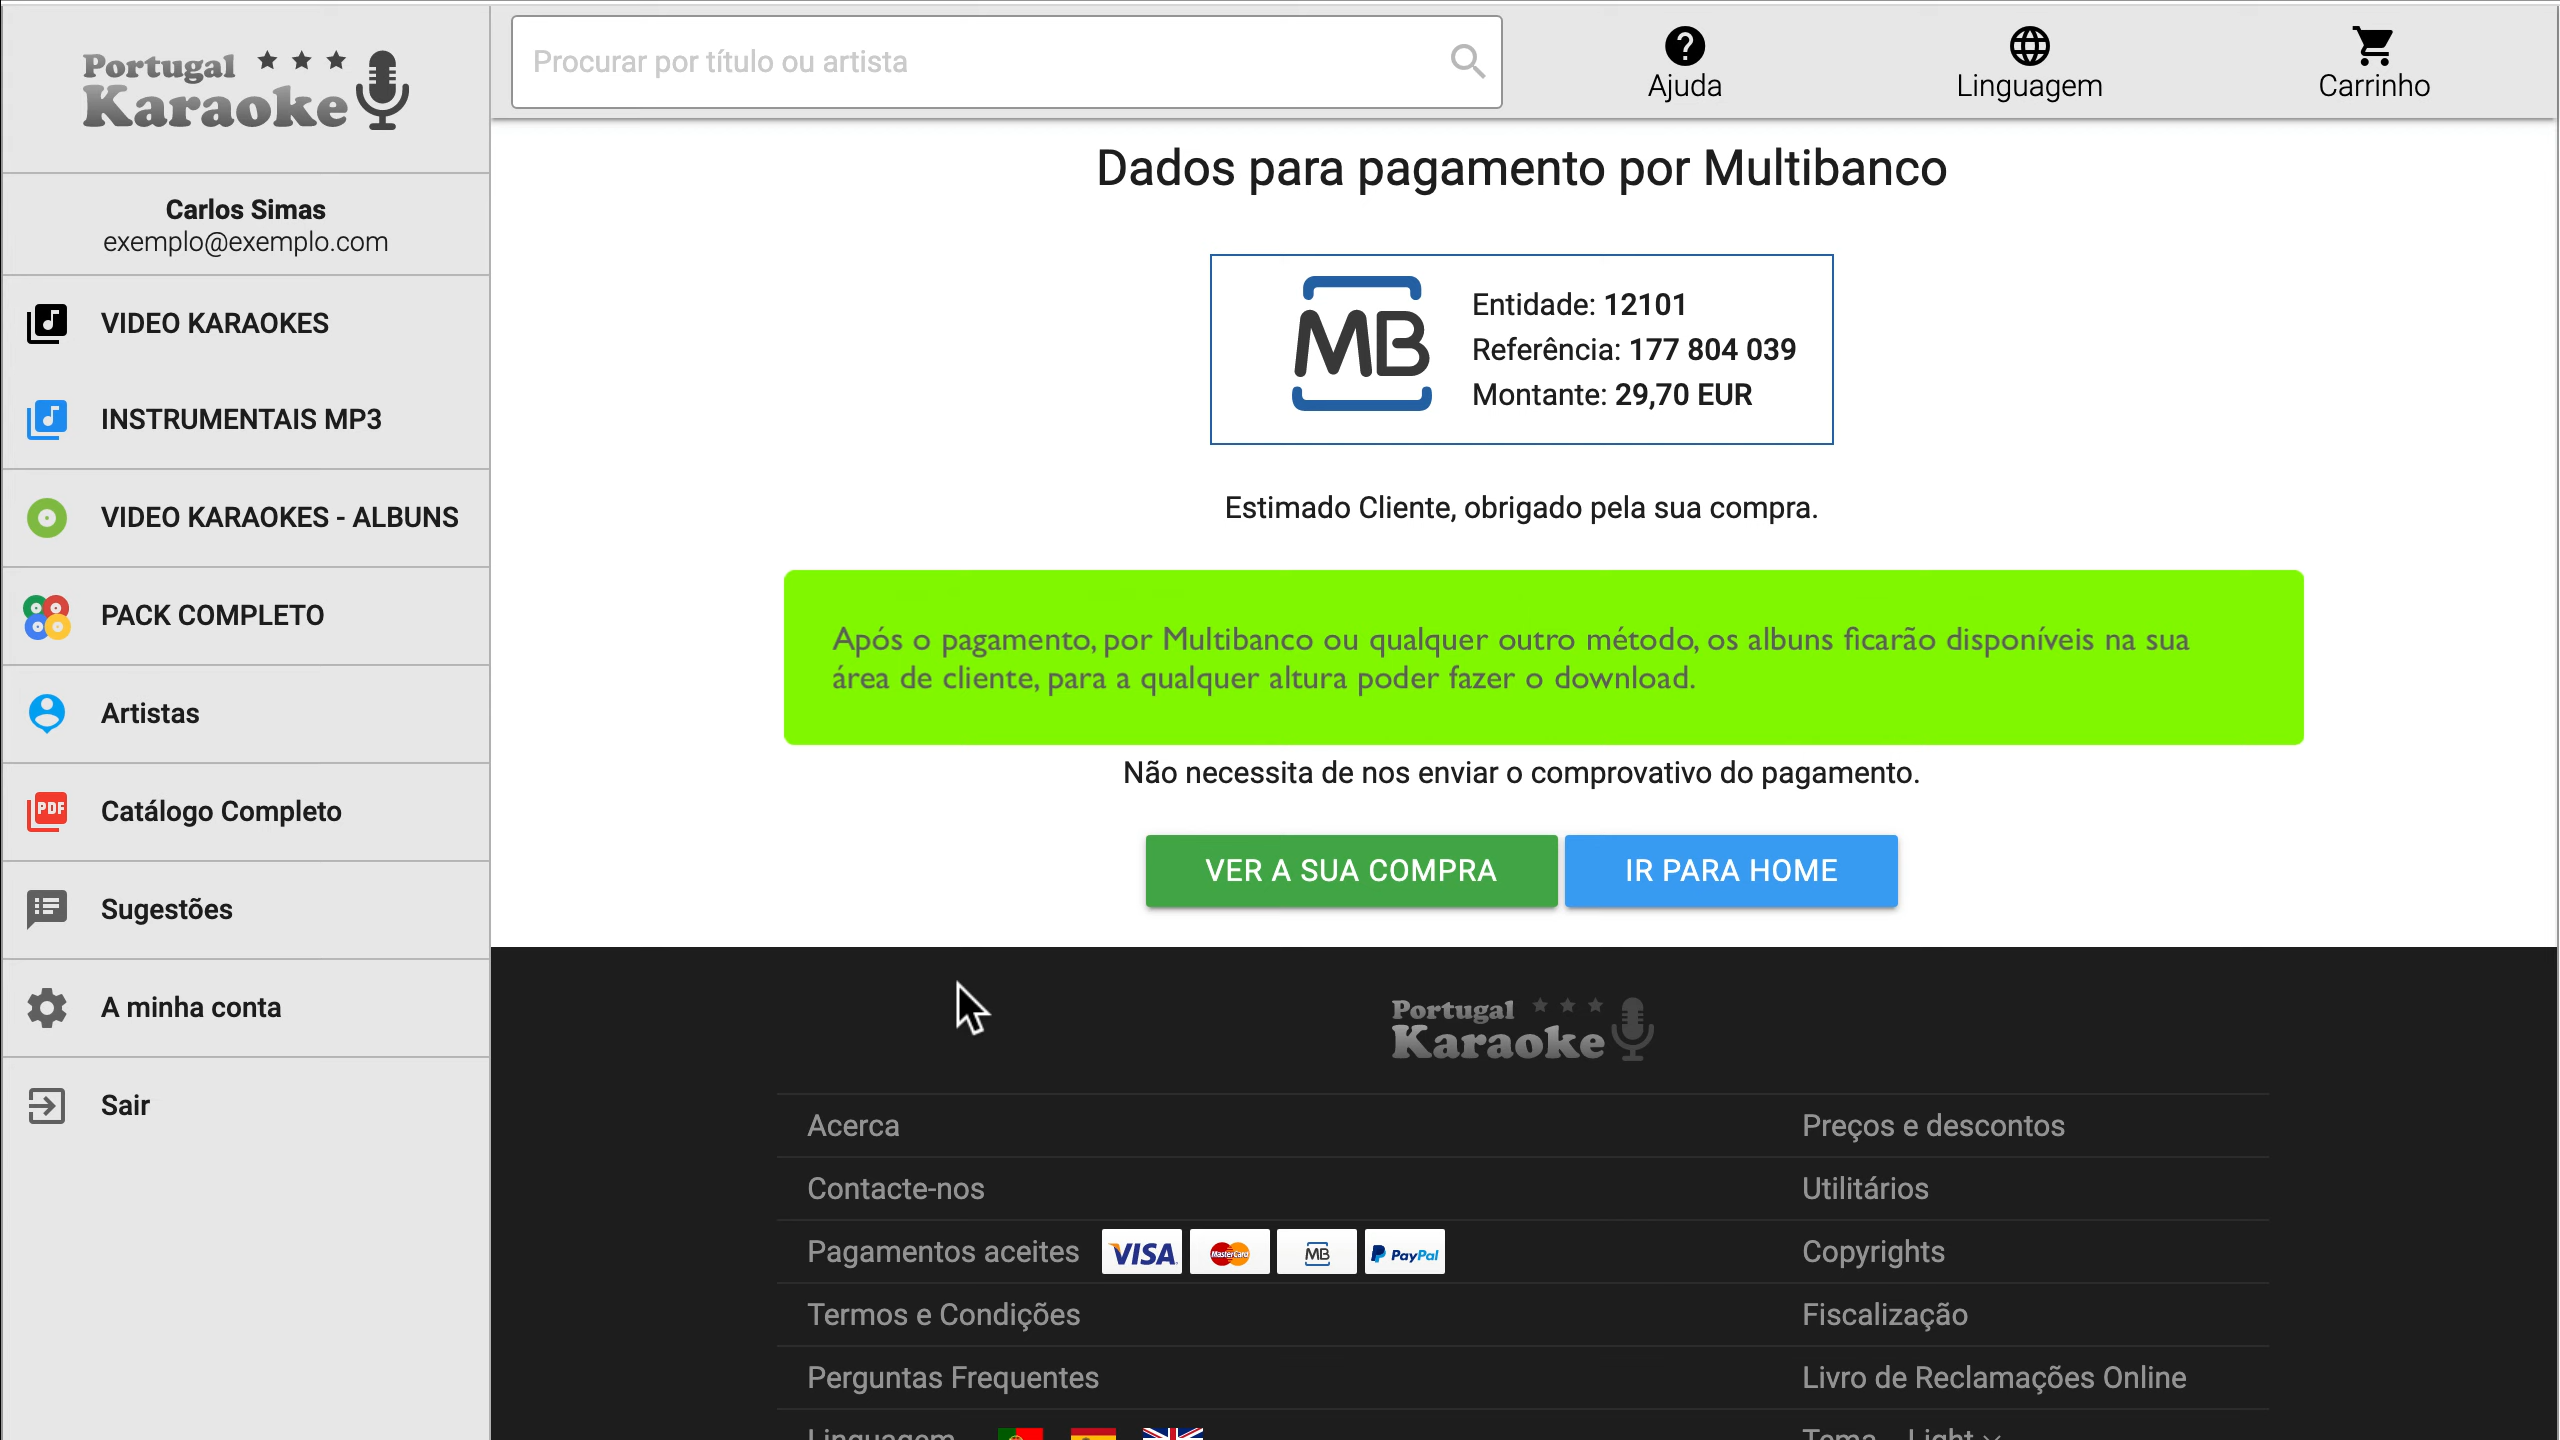 Portugal
Karaoke
Procurar por título ou artista
Ajuda
Linguagem
Carrinho
Carlos Simas
exemplo@exemplo.com
VIDEO KARAOKES
INSTRUMENTAIS MP3
VIDEO KARAOKES - ALBUNS
PACK COMPLETO
Artistas
PDF
Catálogo Completo
Sugestões
A minha conta
Sair
Dados para pagamento por Multibanco
MB
Entidade: 12101
Referência: 177 804 039
Montante: 29,70 EUR
Estimado Cliente, obrigado pela sua compra.
Após o pagamento, por Multibanco ou qualquer outro método, os albuns ficarão disponíveis na sua
área de cliente, para a qualquer altura poder fazer o download.
Não necessita de nos enviar o comprovativo do pagamento.
VER A SUA COMPRA
IR PARA HOME
Portugal
Karaoke
Acerca
Preços e descontos
Contacte-nos
Utilitários
Pagamentos aceites VISA MasterCard MB PayPal
Copyrights
Termos e Condições
Fiscalização
Perguntas Frequentes
Livro de Reclamações Online
Linguagem
Tema Light